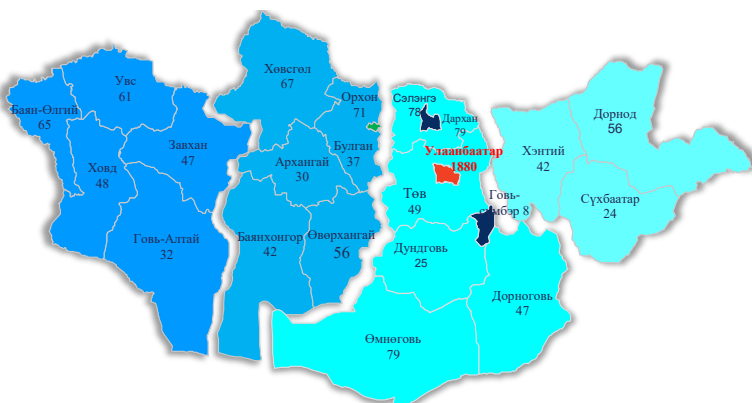 Увс
61
Баян-Өлгий
65
Ховд
48
Завхан
47
Говь-Алтай
32
Хөвсгөл
67
Орхон
71
Булган
37
Архангай
30
Баянхонгор
42
Өвөрхангай
56
Сэлэнгэ
78
Дархан
79
Улаанбаатар
1880
Төв
49
Говь-
сүмбэр 8
Дундговь
25
Дорноговь
47
Өмнөговь
79
Хэнтий
42
Дорнод
56
Сүхбаатар
24